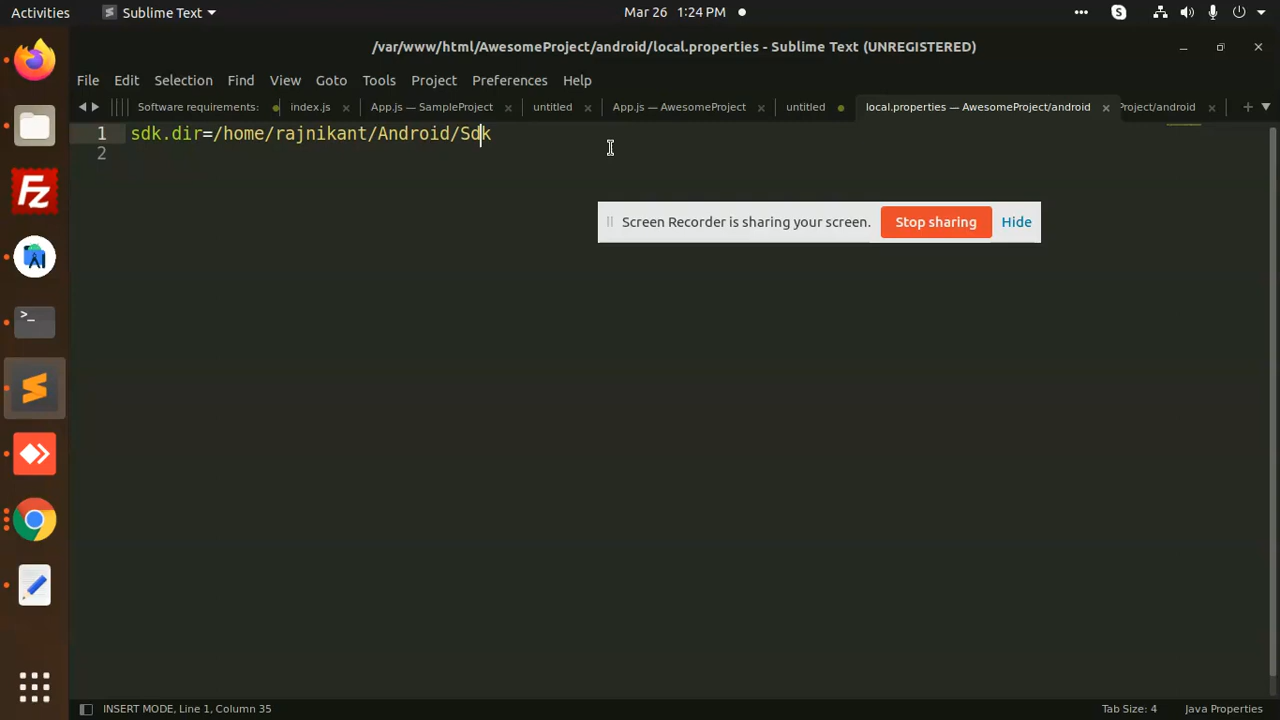 Activities
Sublime Text
Mar 26 1:24 PM
/var/www/html/AwesomeProject/android/local.properties - Sublime Text (UNREGISTERED)
File Edit Selection Find View Goto Tools Project Preferences Help
Software requirements: index.js App.js — SampleProject untitled App.js — AwesomeProject untitled local.properties — AwesomeProject/android Project/android
1 sdk.dir=/home/rajnikant/Android/Sdk
2
Screen Recorder is sharing your screen. Stop sharing Hide
INSERT MODE, Line 1, Column 35
Tab Size: 4
Java Properties